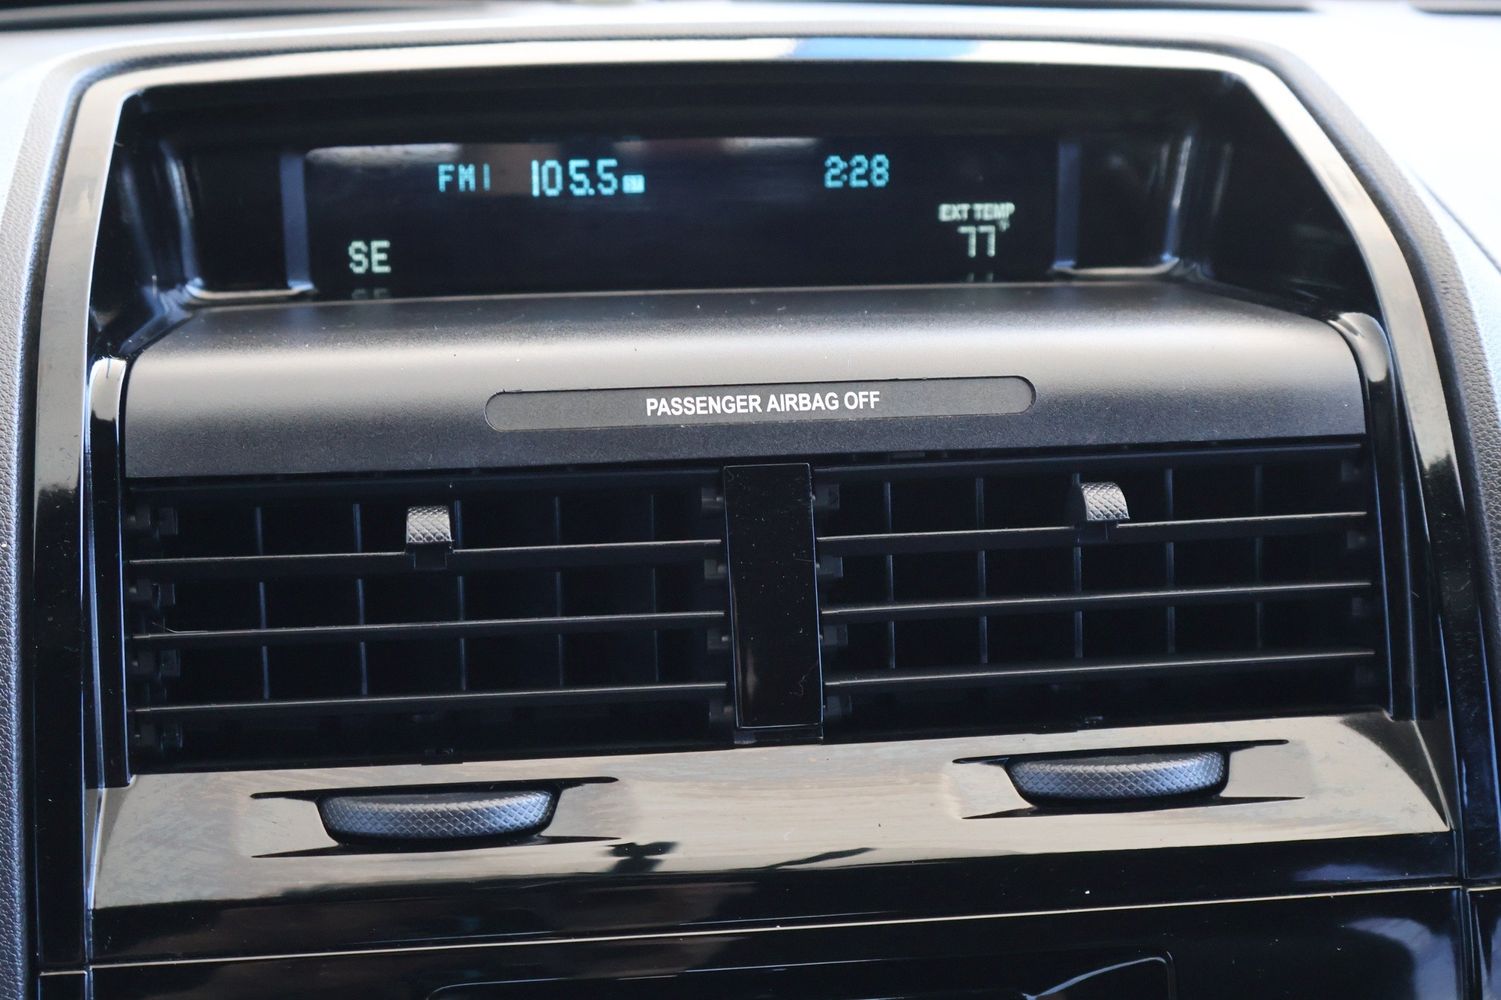 FM1 105.5 2:28
EXT TEMP
SE 77°F
PASSENGER AIRBAG OFF